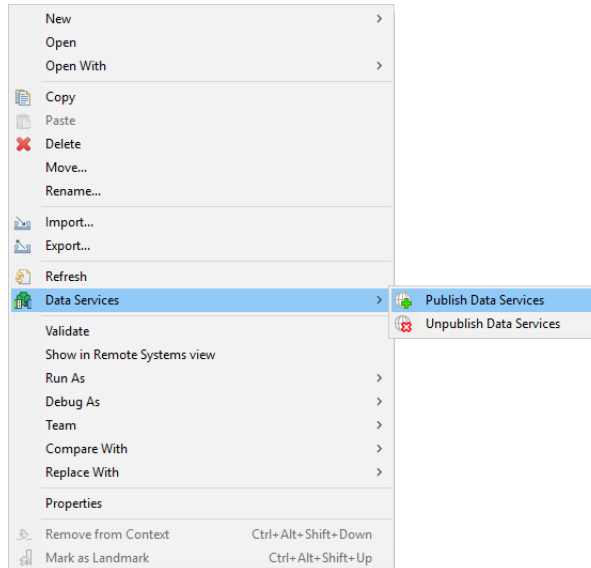 New
Open
Open With
Copy
Paste
Delete
Move...
Rename...
Import...
Export...
Refresh
Data Services
Publish Data Services
Unpublish Data Services
Validate
Show in Remote Systems view
Run As
Debug As
Team
Compare With
Replace With
Properties
Remove from Context Ctrl+Alt+Shift+Down
Mark as Landmark Ctrl+Alt+Shift+Up